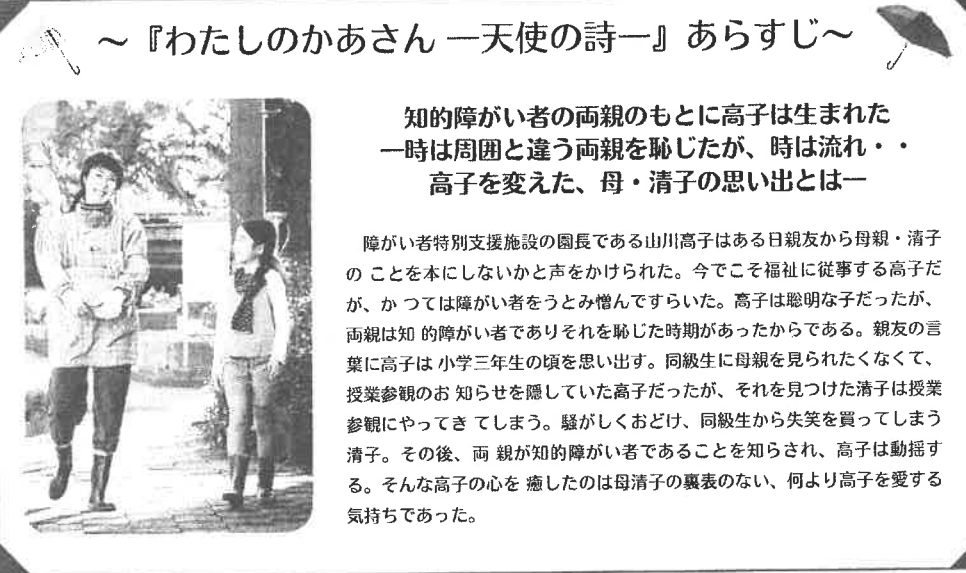 ～『わたしのかあさん ―天使の詩―』あらすじ～
知的障がい者の両親のもとに高子は生まれた
一時は周囲と違う両親を恥じたが、時は流れ・・
高子を変えた、母・清子の思い出とは―
障がい者特別支援施設の園長である山川高子はある日親友から母親・清子
の ことを本にしないかと声をかけられた。今でこそ福祉に従事する高子だ
が、か つては障がい者をうとみ憎んですらいた。高子は聡明な子だったが、
両親は知 的障がい者でありそれを恥じた時期があったからである。親友の言
葉に高子は 小学三年生の頃を思い出す。同級生に母親を見られたくなくて、
授業参観のお 知らせを隠していた高子だったが、それを見つけた清子は授業
参観にやってき てしまう。騒がしくおどけ、同級生から失笑を買ってしまう
清子。その後、両 親が知的障がい者であることを知らされ、高子は動揺す
る。そんな高子の心を 癒したのは母清子の裏表のない、何より高子を愛する
気持ちであった。